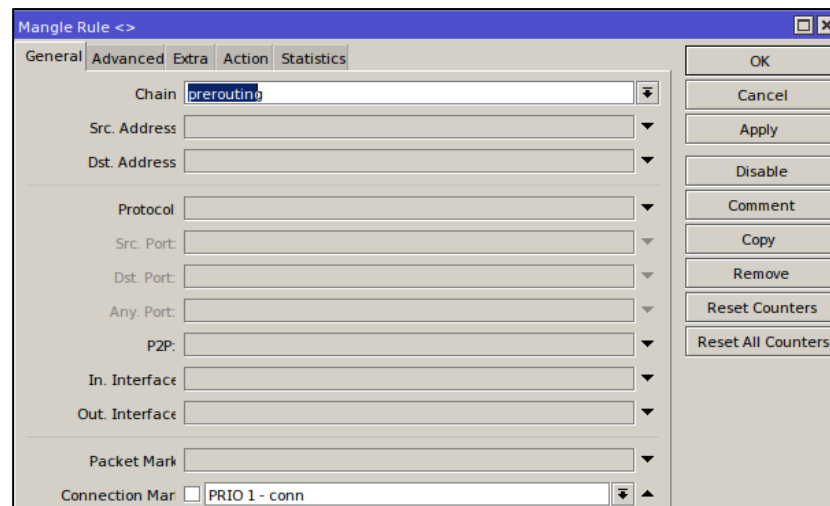 Mangle Rule <>
General Advanced Extra Action Statistics
OK
Chain prerouting
Cancel
Src. Address
Apply
Dst. Address
Disable
Protocol
Comment
Src. Port:
Copy
Dst. Port:
Remove
Any. Port:
Reset Counters
P2P:
Reset All Counters
In. Interface
Out. Interface
Packet Mark
Connection Mar PRIO 1 - conn